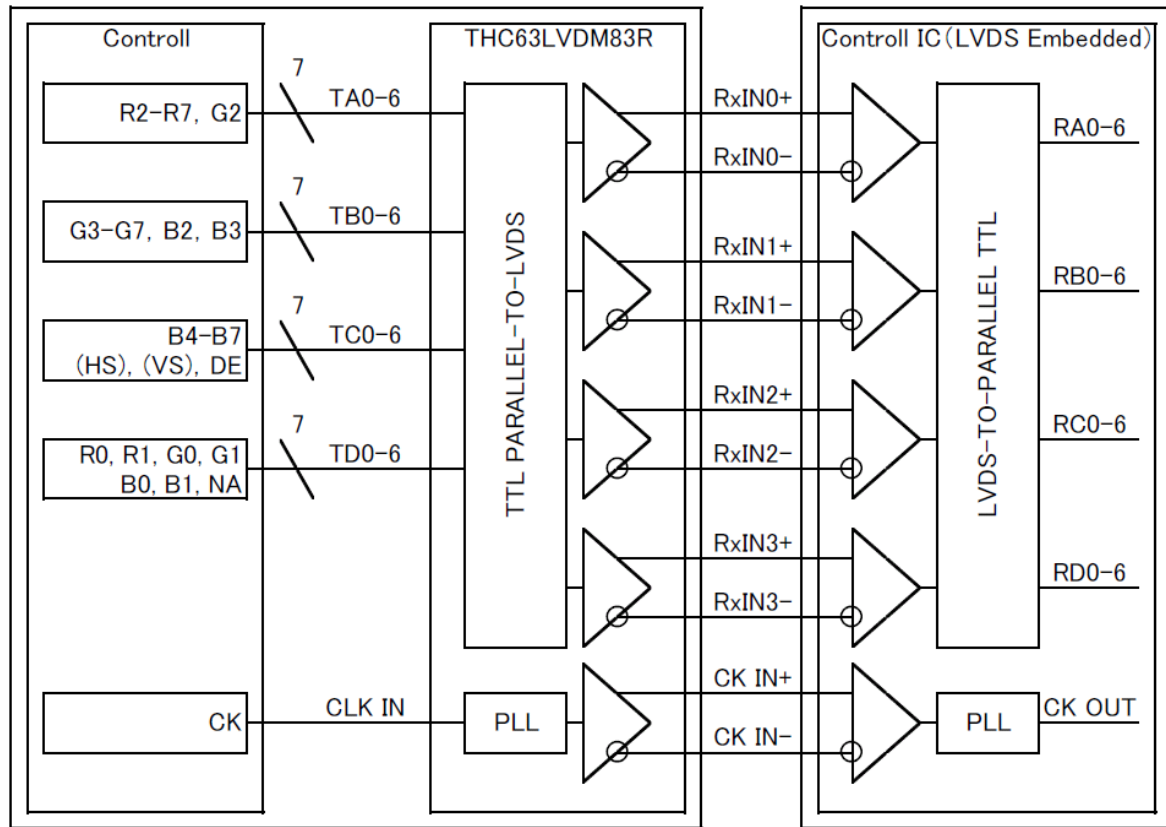 Controll
THC63LVDM83R
Controll IC(LVDS Embedded)
R2-R7, G2
7
TA0-6
RxIN0+
RxIN0-
RA0-6
G3-G7, B2, B3
7
TB0-6
RxIN1+
RxIN1-
RB0-6
B4-B7
(HS), (VS), DE
7
TC0-6
RxIN2+
RxIN2-
RC0-6
R0, R1, G0, G1
B0, B1, NA
7
TD0-6
RxIN3+
RxIN3-
RD0-6
TTL PARALLEL-TO-LVDS
LVDS-TO-PARALLEL TTL
CK
CLK IN
PLL
CK IN+
CK IN-
PLL
CK OUT